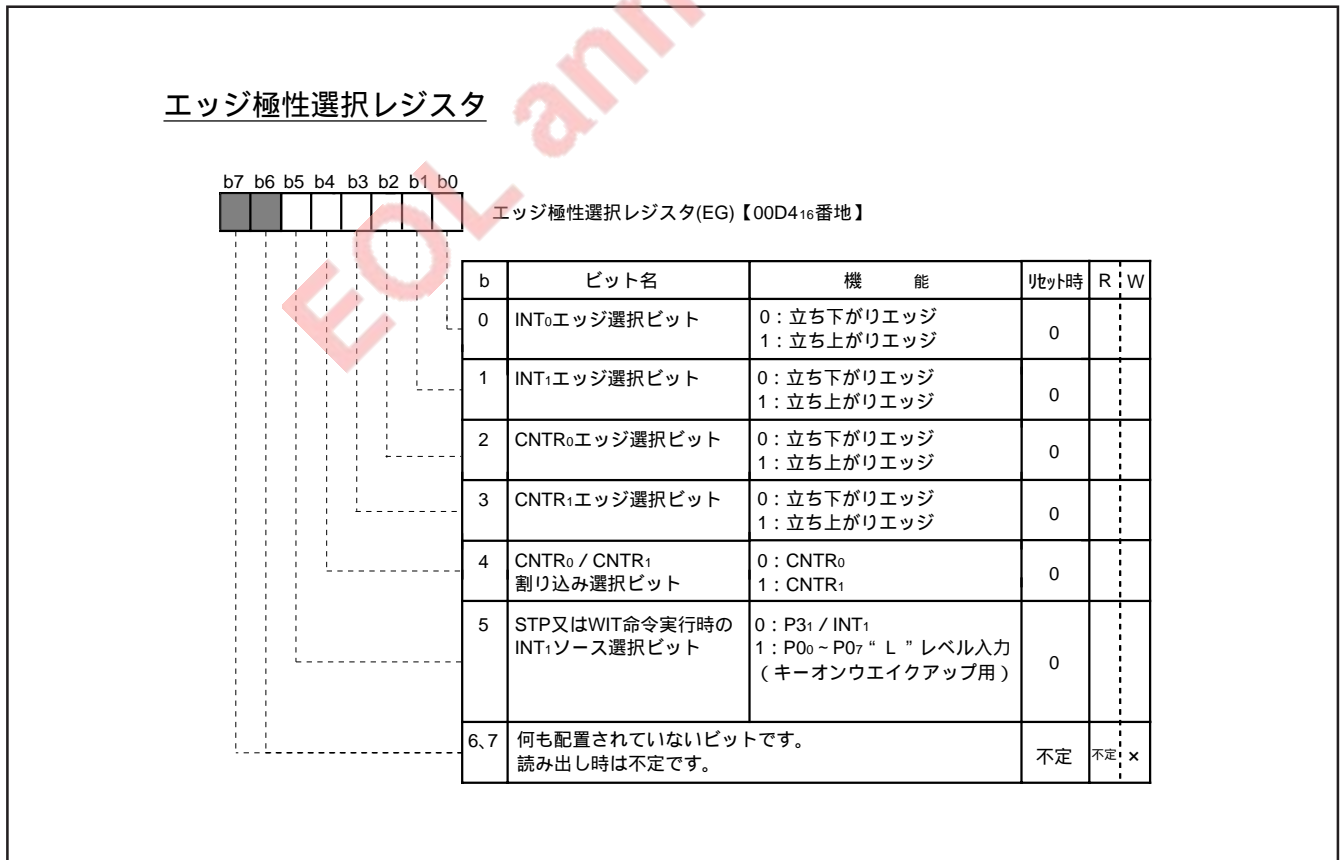 EOL ann
エッジ極性選択レジスタ
b7 b6 b5 b4 b3 b2 b1 b0
エッジ極性選択レジスタ(EG)【00D416番地】
b ビット名 機 能 リセット時 R W
0 INT0エッジ選択ビット 0:立ち下がりエッジ
1:立ち上がりエッジ 0
1 INT1エッジ選択ビット 0:立ち下がりエッジ
1:立ち上がりエッジ 0
2 CNTR0エッジ選択ビット 0:立ち下がりエッジ
1:立ち上がりエッジ 0
3 CNTR1エッジ選択ビット 0:立ち下がりエッジ
1:立ち上がりエッジ 0
4 CNTR0/CNTR1 0:CNTR0
割り込み選択ビット 1:CNTR1 0
5 STP又はWIT命令実行時の 0:P31/INT1
INT1ソース選択ビット 1:P00~P07“L”レベル入力
(キーオンウエイクアップ用) 0
6、7 何も配置されていないビットです。
読み出し時は不定です。 不定 不定 ×